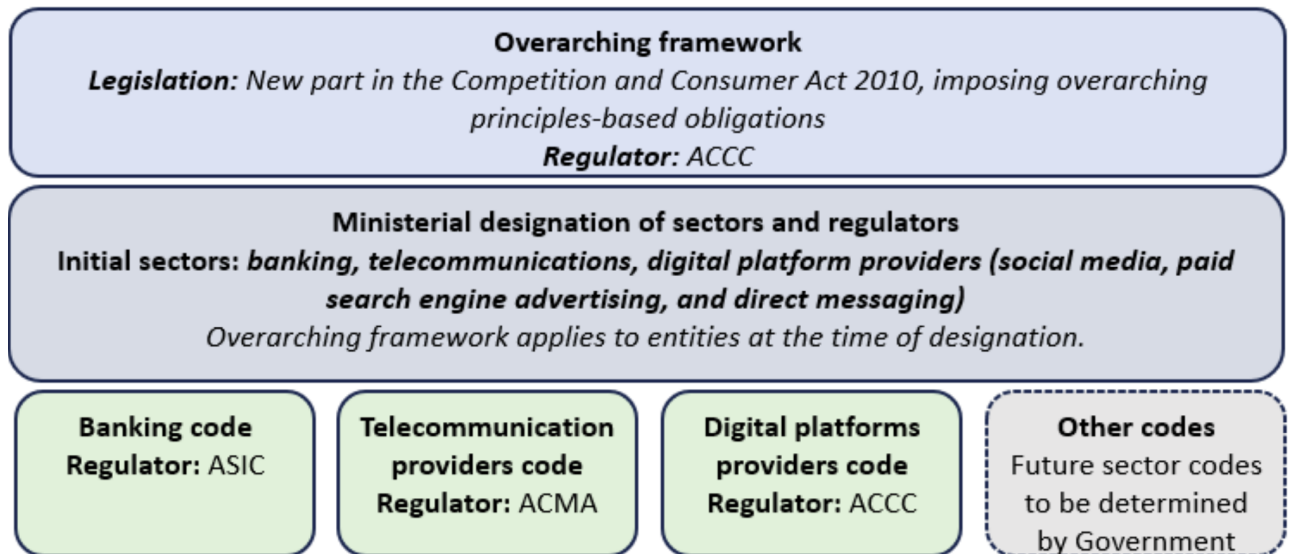 Overarching framework
Legislation: New part in the Competition and Consumer Act 2010, imposing overarching
principles-based obligations
Regulator: ACCC
Ministerial designation of sectors and regulators
Initial sectors: banking, telecommunications, digital platform providers (social media, paid
search engine advertising, and direct messaging)
Overarching framework applies to entities at the time of designation.
Banking code
Regulator: ASIC
Telecommunication
providers code
Regulator: ACMA
Digital platforms
providers code
Regulator: ACCC
Other codes
Future sector codes
to be determined
by Government